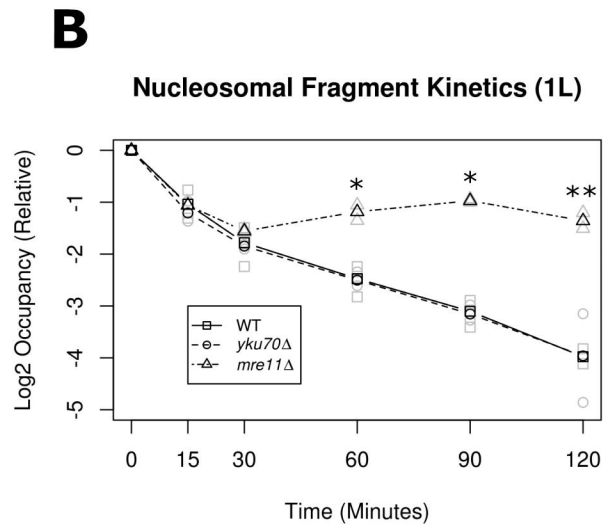 B
Nucleosomal Fragment Kinetics (1L)
Log2 Occupancy (Relative)
0
-1
-2
-3
-4
-5
*
*
**
WT
yku70Δ
mre11Δ
0 15 30 60 90 120
Time (Minutes)